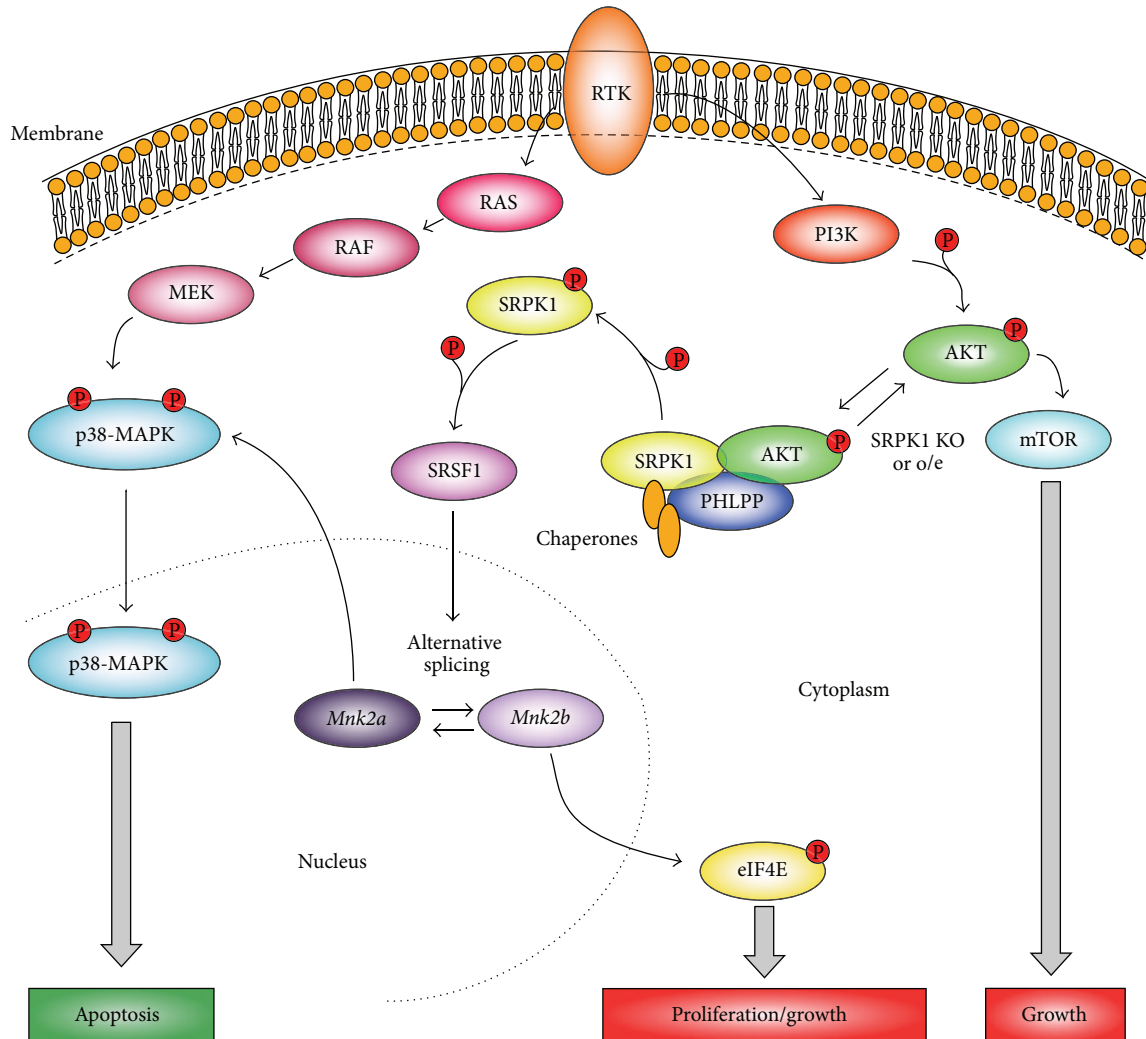 RTK
Membrane
RAS
PI3K
P
RAF
P
SRPK1
MEK
P
P
AKT
P
P
P
P
p38-MAPK
mTOR
SRPK1 KO
or o/e
P
AKT
SRPK1
SRSF1
PHLPP
Chaperones
P
P
p38-MAPK
Alternative
splicing
Cytoplasm
Mnk2a
Mnk2b
Nucleus
P
eIF4E
Apoptosis
Proliferation/growth
Growth